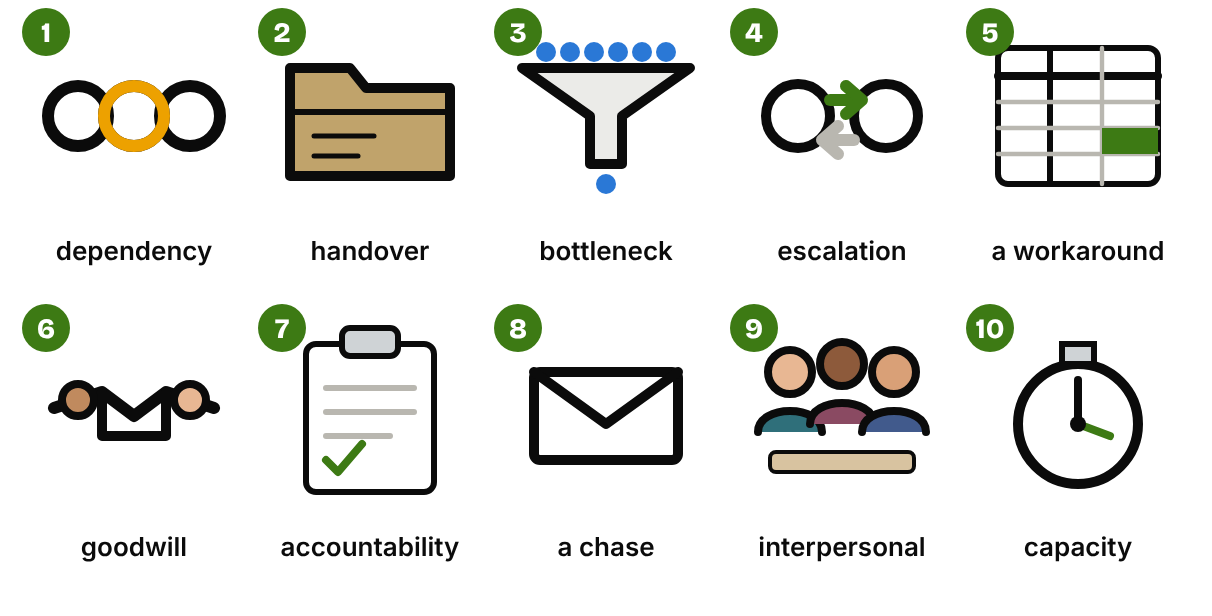 1
2
3
4
5
dependency
handover
bottleneck
escalation
a workaround
6
7
8
9
10
goodwill
accountability
a chase
interpersonal
capacity